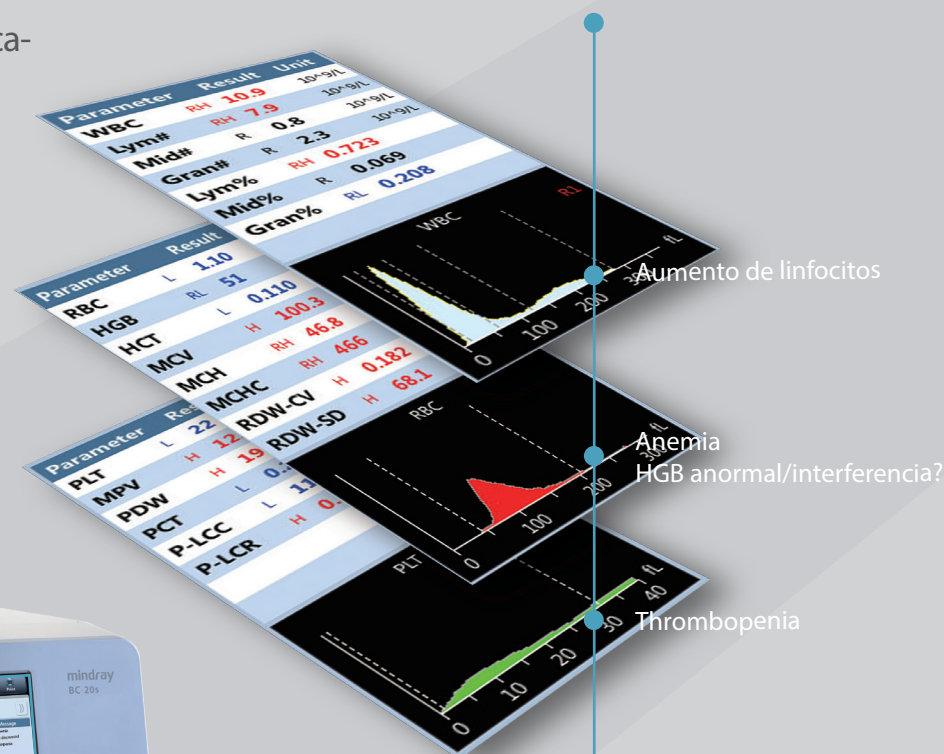 ca-
Parameter Result Unit
WBC RH 10.9 10^9/L
Lym# RH 7.9 10^9/L
Mid# R 0.8 10^9/L
Gran# R 2.3 10^9/L
Lym% RH 0.723
Mid% R 0.069
Gran% RL 0.208
WBC
R1
0 100 200 fL
Aumento de linfocitos
Parameter Result
RBC L 1.10
HGB RL 51
HCT L 0.110
MCV H 100.3
MCH RH 46.8
MCHC RH 466
RDW-CV H 0.182
RDW-SD H 68.1
RBC
0 100 200 300 fL
Anemia
HGB anormal/interferencia?
Parameter
PLT L 22
MPV H
PDW H
PCT L
P-LCC L
P-LCR H
PLT
0 10 20 30 40 fL
Thrombopenia
mindray
BC-20s